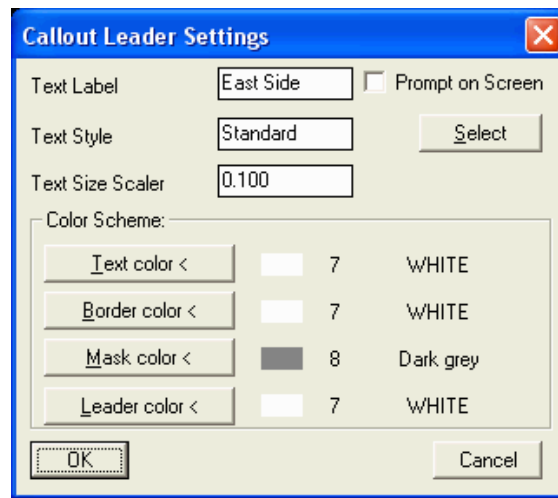 Callout Leader Settings
Text Label East Side Prompt on Screen
Text Style Standard Select
Text Size Scaler 0.100
Color Scheme:
Text color < 7 WHITE
Border color < 7 WHITE
Mask color < 8 Dark grey
Leader color < 7 WHITE
OK Cancel